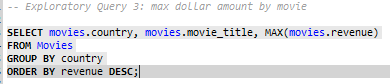 -- Exploratory Query 3: max dollar amount by movie
SELECT movies.country, movies.movie_title, MAX(movies.revenue)
FROM Movies
GROUP BY country
ORDER BY revenue DESC;